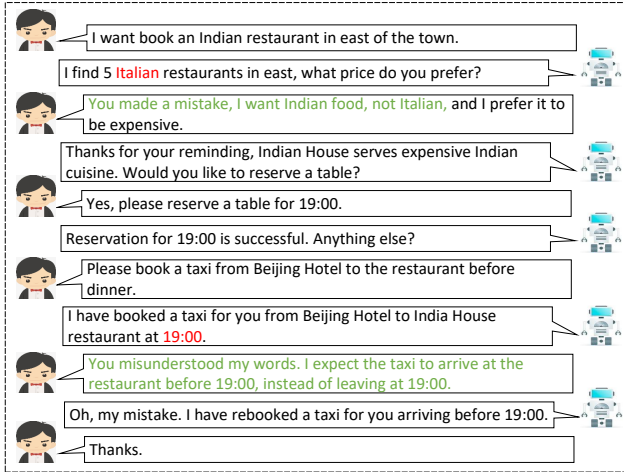 I want book an Indian restaurant in east of the town.
I find 5 Italian restaurants in east, what price do you prefer?
You made a mistake, I want Indian food, not Italian, and I prefer it to
be expensive.
Thanks for your reminding, Indian House serves expensive Indian
cuisine. Would you like to reserve a table?
Yes, please reserve a table for 19:00.
Reservation for 19:00 is successful. Anything else?
Please book a taxi from Beijing Hotel to the restaurant before
dinner.
I have booked a taxi for you from Beijing Hotel to India House
restaurant at 19:00.
You misunderstood my words. I expect the taxi to arrive at the
restaurant before 19:00, instead of leaving at 19:00.
Oh, my mistake. I have rebooked a taxi for you arriving before 19:00.
Thanks.